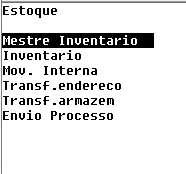 Estoque
Mestre Inventario
Inventario
Mov. Interna
Transf.endereco
Transf.armazem
Envio Processo